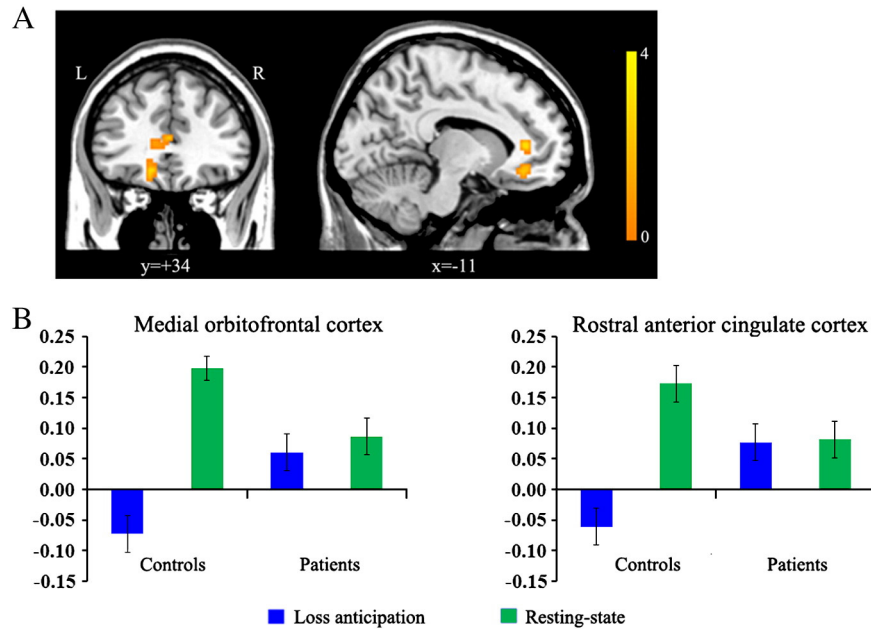 A
L
R
4
0
y=+34
x=-11
B
Medial orbitofrontal cortex
0.25
0.20
0.15
0.10
0.05
0.00
-0.05
-0.10
-0.15
Controls
Patients
Rostral anterior cingulate cortex
0.25
0.20
0.15
0.10
0.05
0.00
-0.05
-0.10
-0.15
Controls
Patients
Loss anticipation
Resting-state